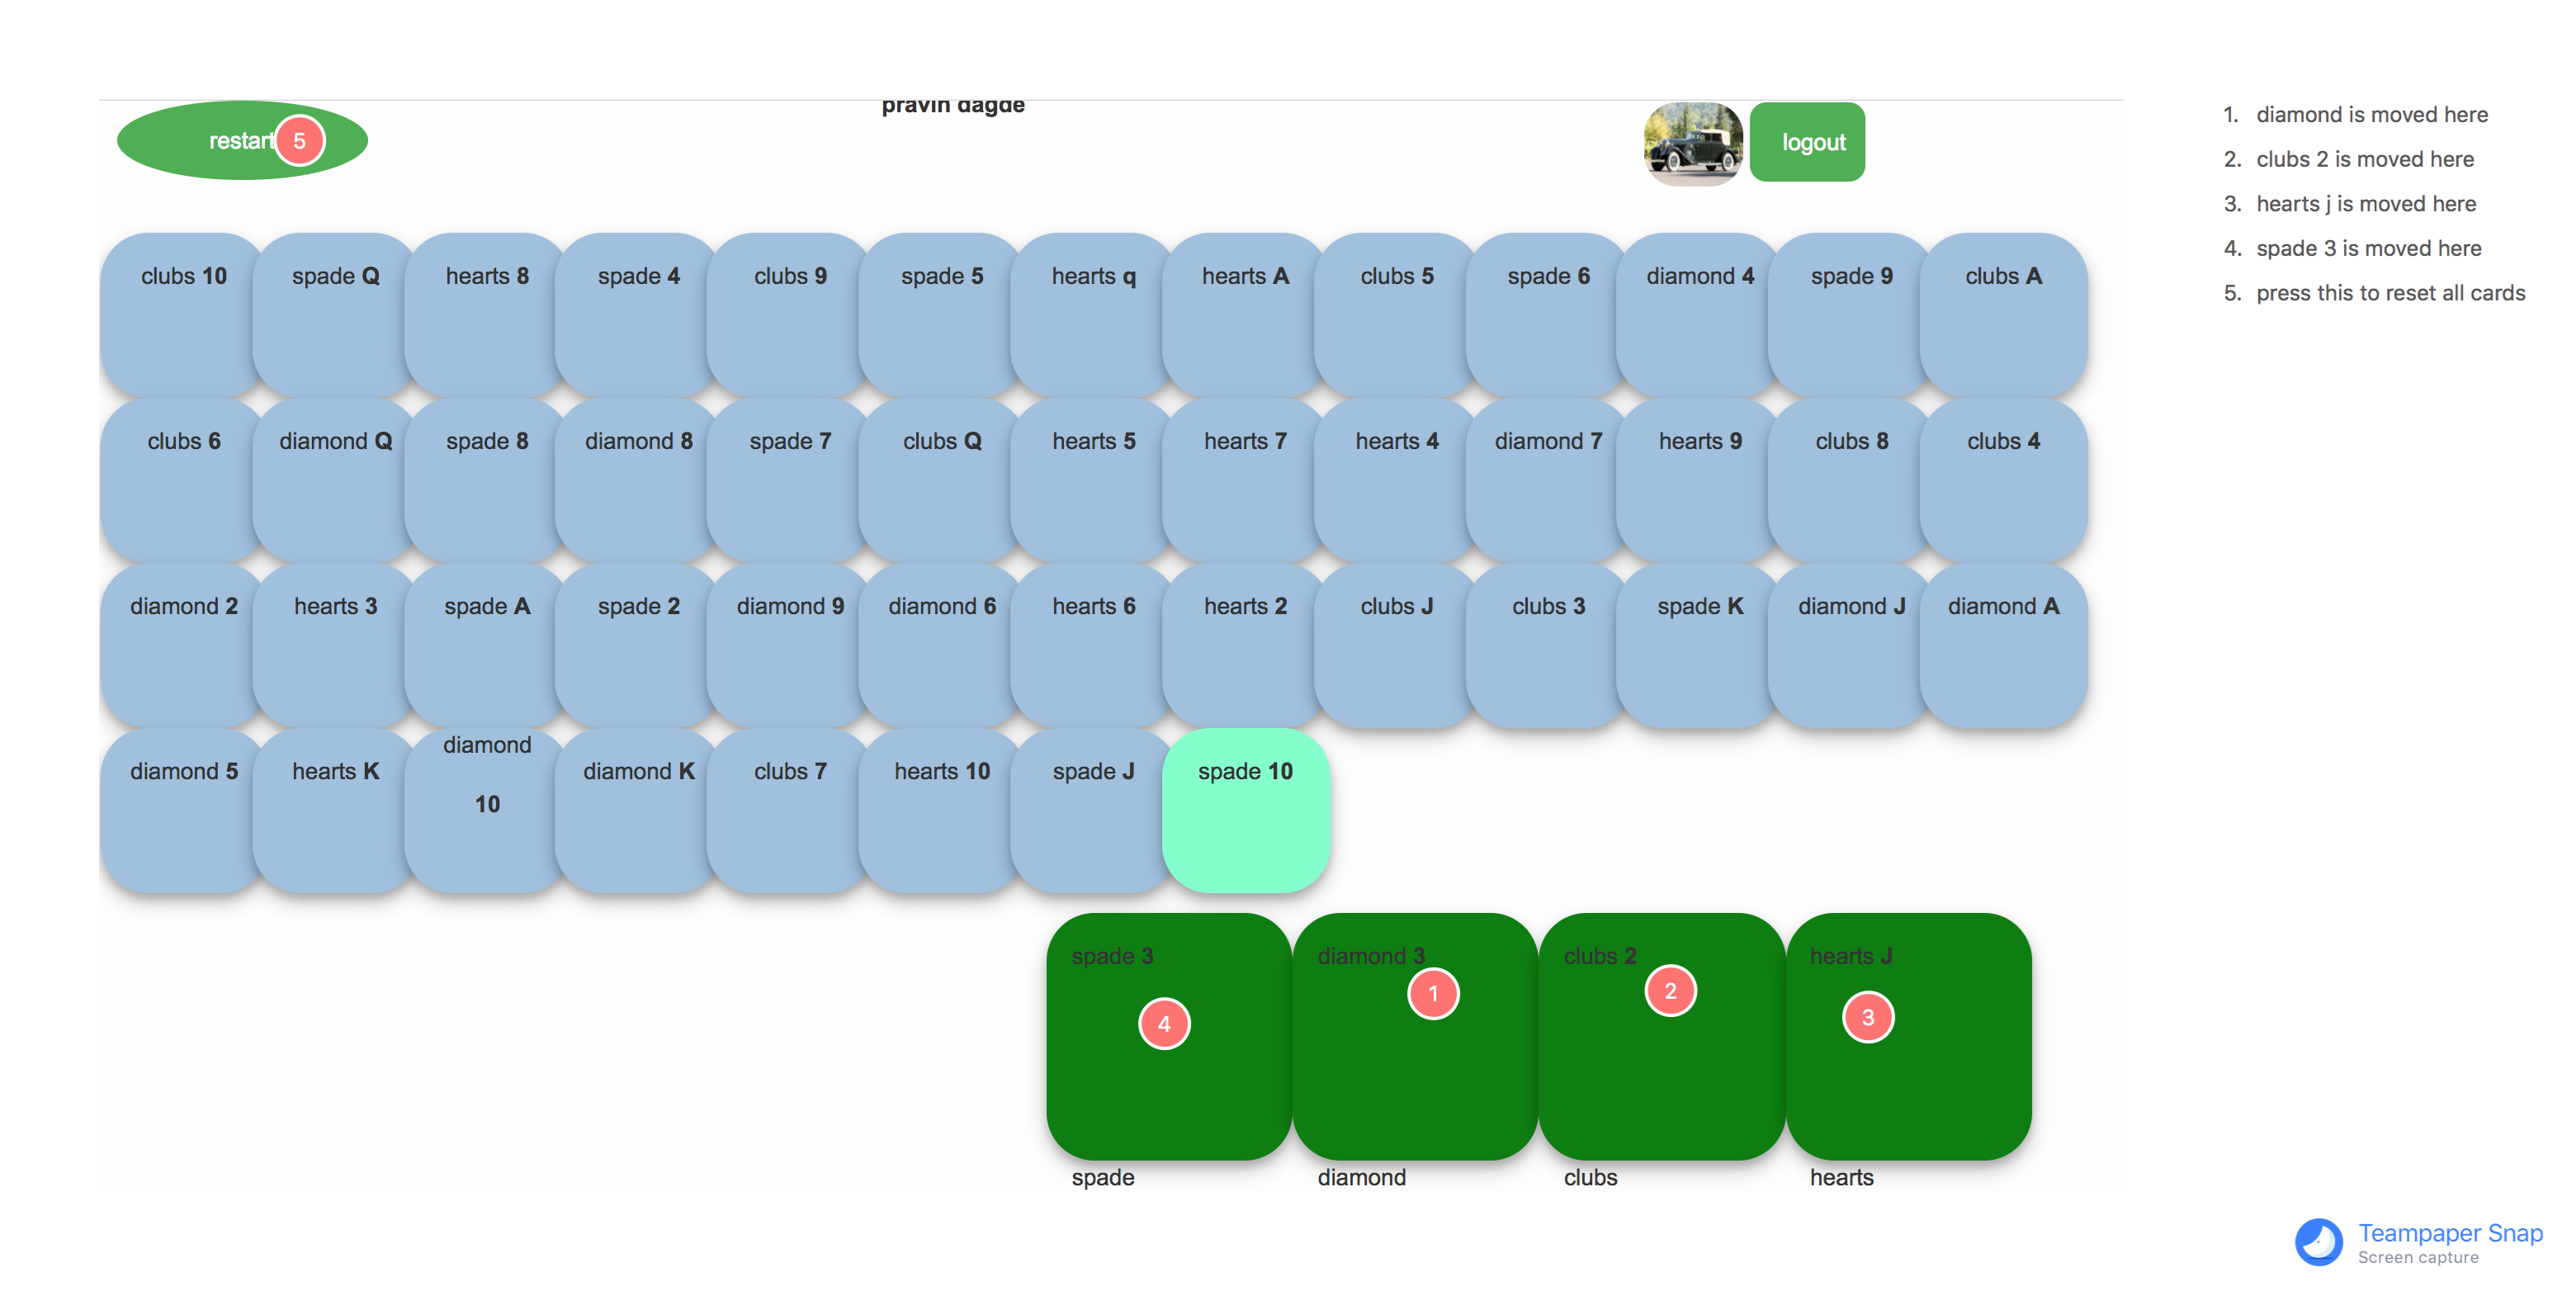 pravin dagde
restart 5
logout
clubs 10 spade Q hearts 8 spade 4 clubs 9 spade 5 hearts q hearts A clubs 5 spade 6 diamond 4 spade 9 clubs A
clubs 6 diamond Q spade 8 diamond 8 spade 7 clubs Q hearts 5 hearts 7 hearts 4 diamond 7 hearts 9 clubs 8 clubs 4
diamond 2 hearts 3 spade A spade 2 diamond 9 diamond 6 hearts 6 hearts 2 clubs J clubs 3 spade K diamond J diamond A
diamond 5 hearts K diamond 10 diamond K clubs 7 hearts 10 spade J spade 10
spade 3 diamond 3 clubs 2 hearts J
4 1 2 3
spade diamond clubs hearts
1. diamond is moved here
2. clubs 2 is moved here
3. hearts j is moved here
4. spade 3 is moved here
5. press this to reset all cards
Teampaper Snap
Screen capture